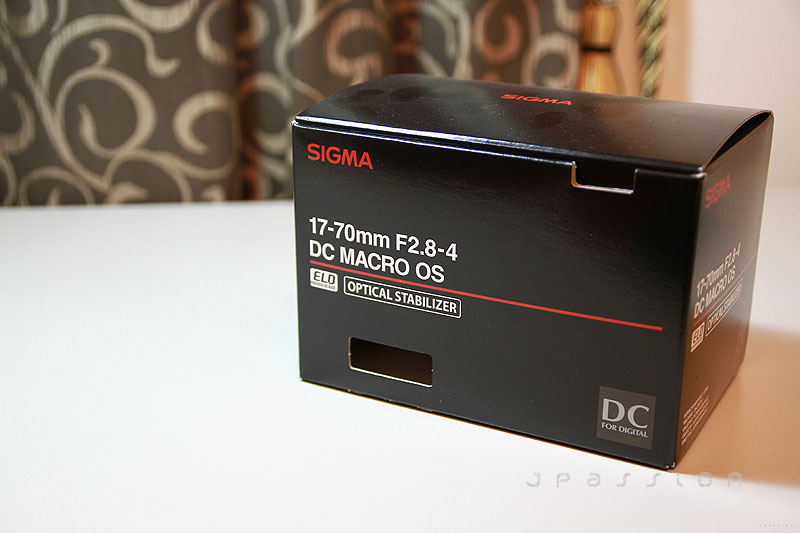 SIGMA
SIGMA
17-70mm F2.8-4
DC MACRO OS
ELD
OPTICAL STABILIZER
DC
FOR DIGITAL
SIGMA
17-70mm F2.8-4
DC MACRO OS
ELD
OPTICAL STABILIZER
jpassion